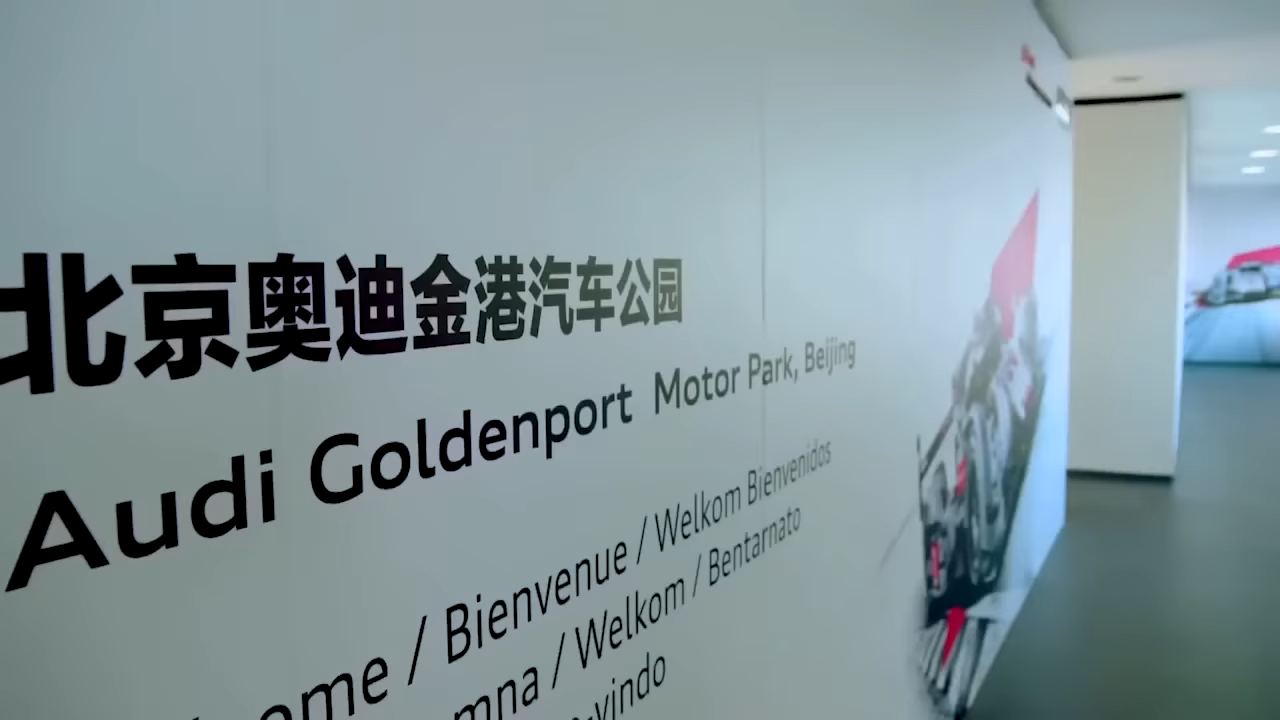 北京奥迪金港汽车公园
Audi Goldenport Motor Park, Beijing
/ Bienvenue / Welkom Bienvenidos
/ Welkom / Bentarnato